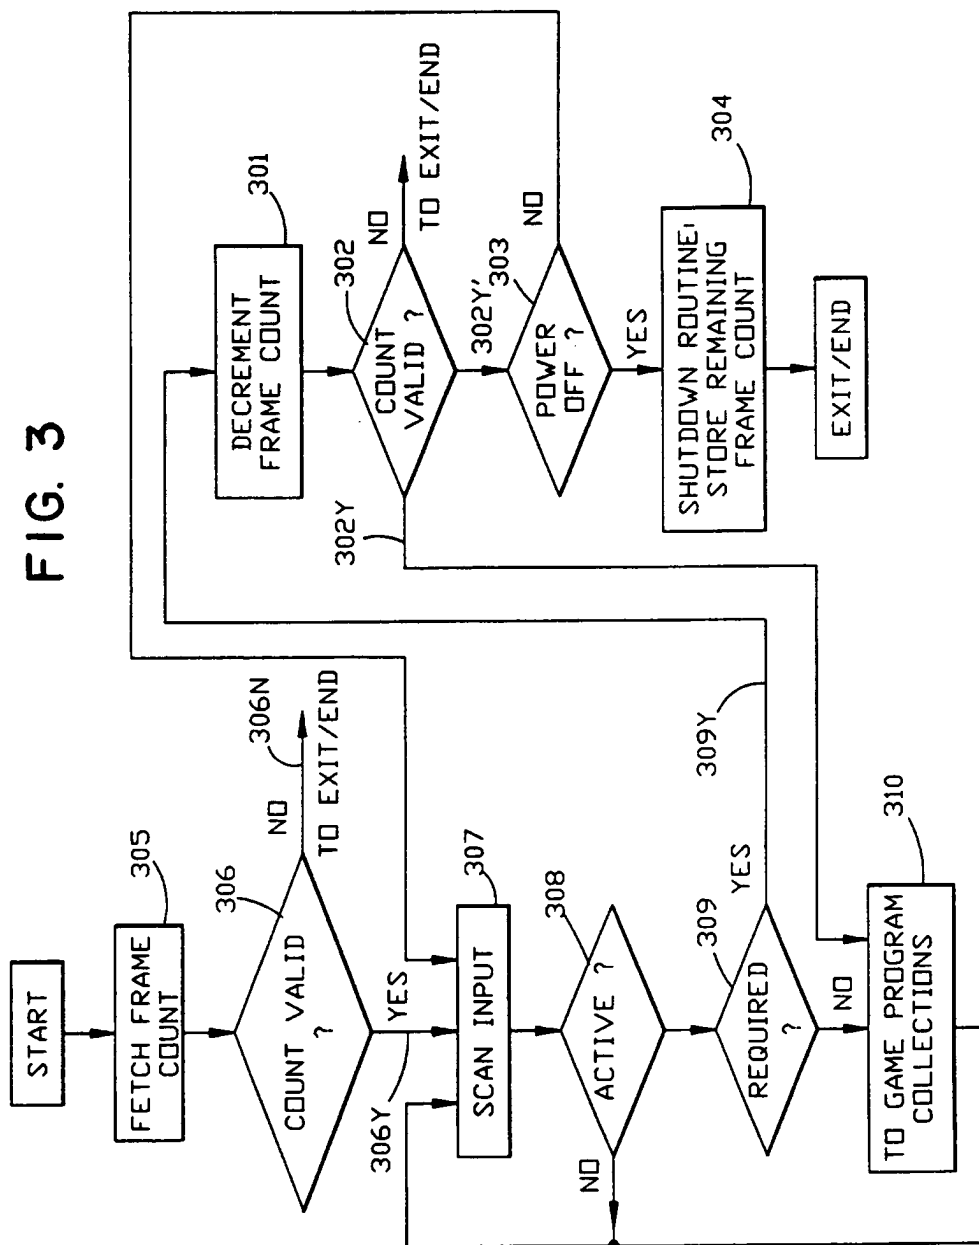 FIG. 3
START
FETCH FRAME
COUNT
305
COUNT VALID
?
306
NO
306N
TO EXIT/END
YES
306Y
SCAN INPUT
307
ACTIVE ?
308
NO
REQUIRED
?
309
YES
309Y
NO
TO GAME PROGRAM
COLLECTIONS
310
DECREMENT
FRAME COUNT
301
COUNT
VALID ?
302
NO
TO EXIT/END
302Y
302Y'
POWER
OFF ?
303
NO
YES
SHUTDOWN ROUTINE;
STORE REMAINING
FRAME COUNT
304
EXIT/END